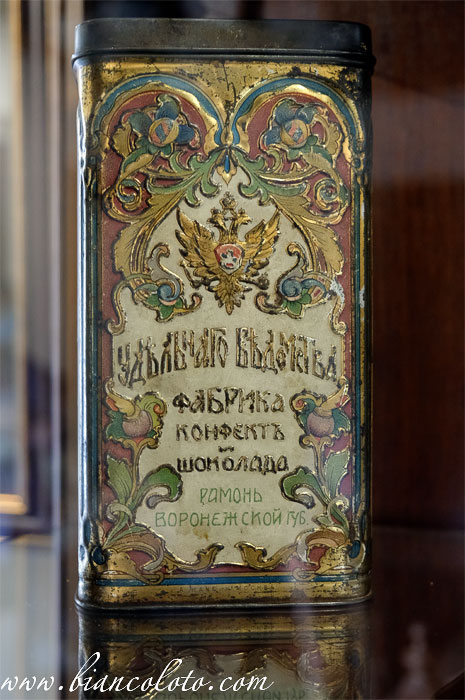 УДѢЛЬНАГО ВѢДОМСТВА
ФАБРИКА
КОНФЕКТЪ
и
ШОКОЛАДА
РАМОНЬ
ВОРОНЕЖСКОЙ ГУБ.
www.biancoloto.com